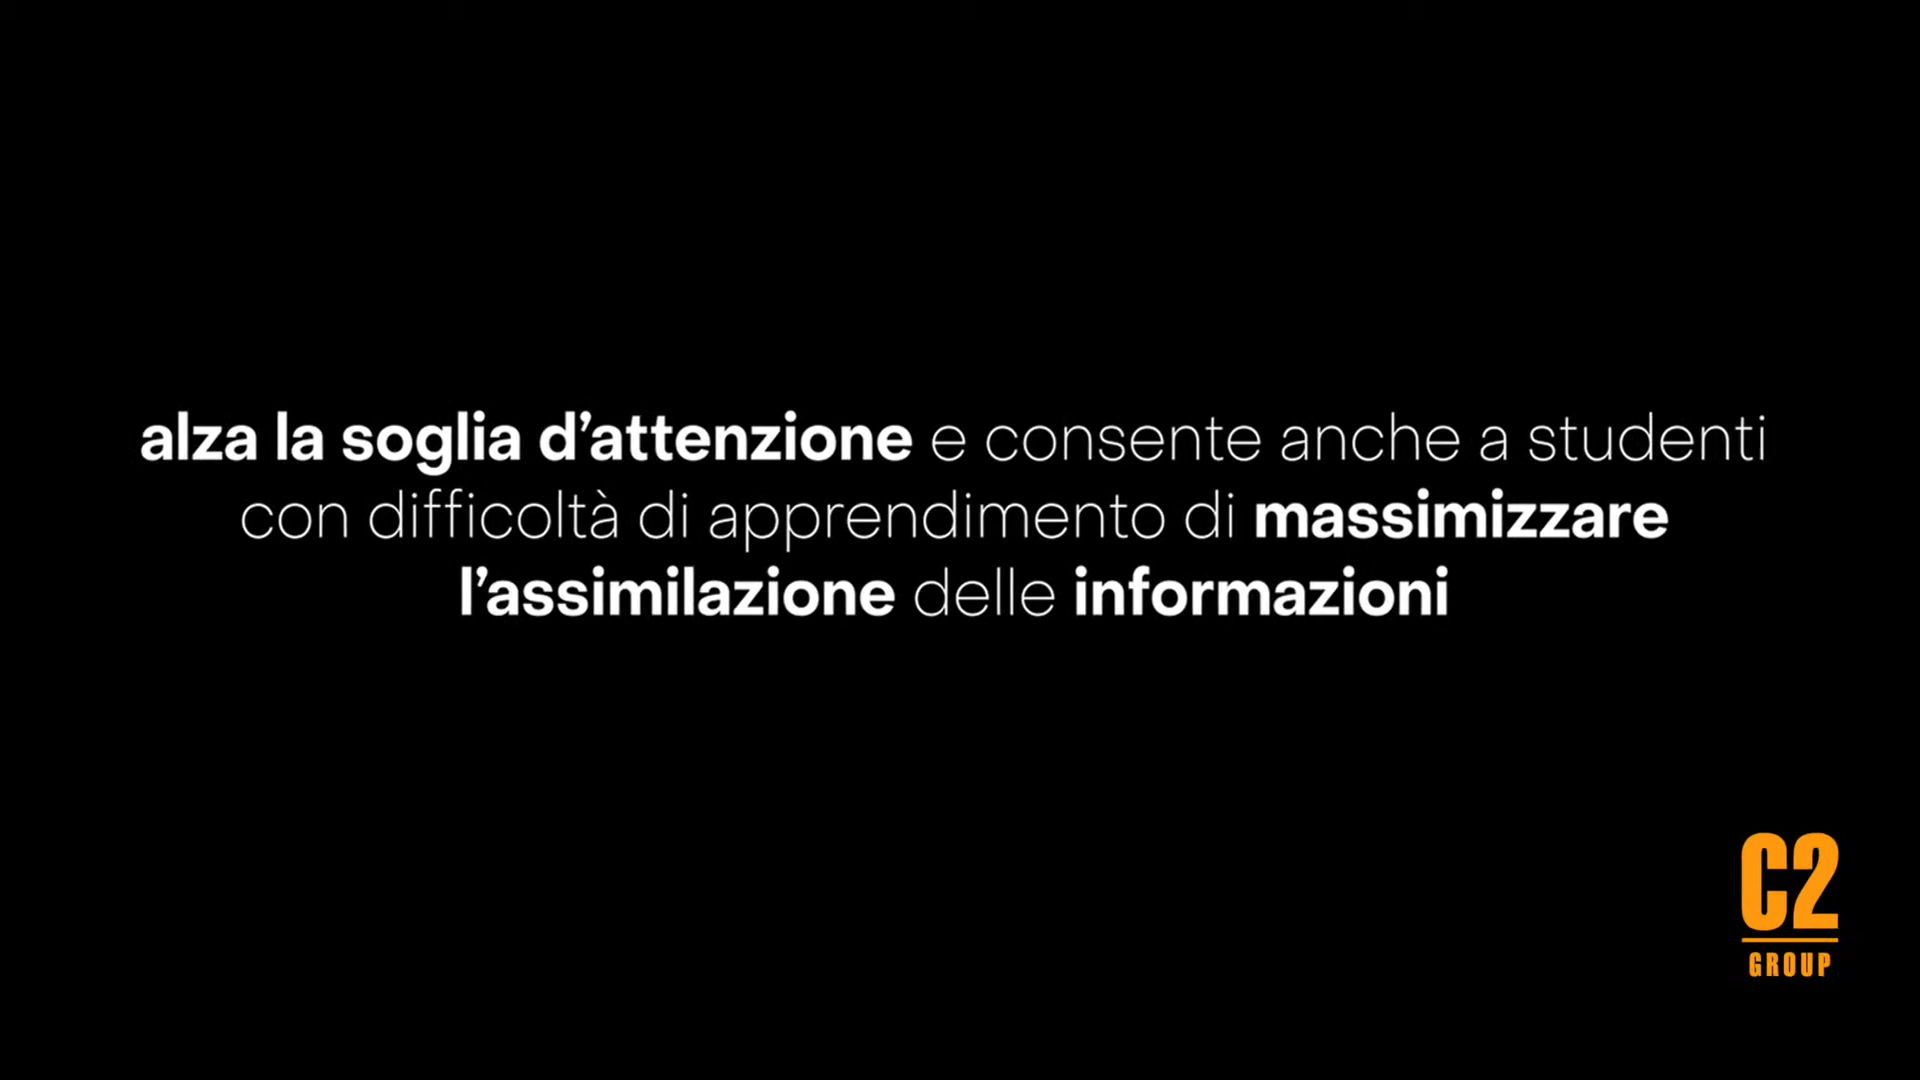 alza la soglia d’attenzione e consente anche a studenti
con difficoltà di apprendimento di massimizzare
l’assimilazione delle informazioni
C2
GROUP